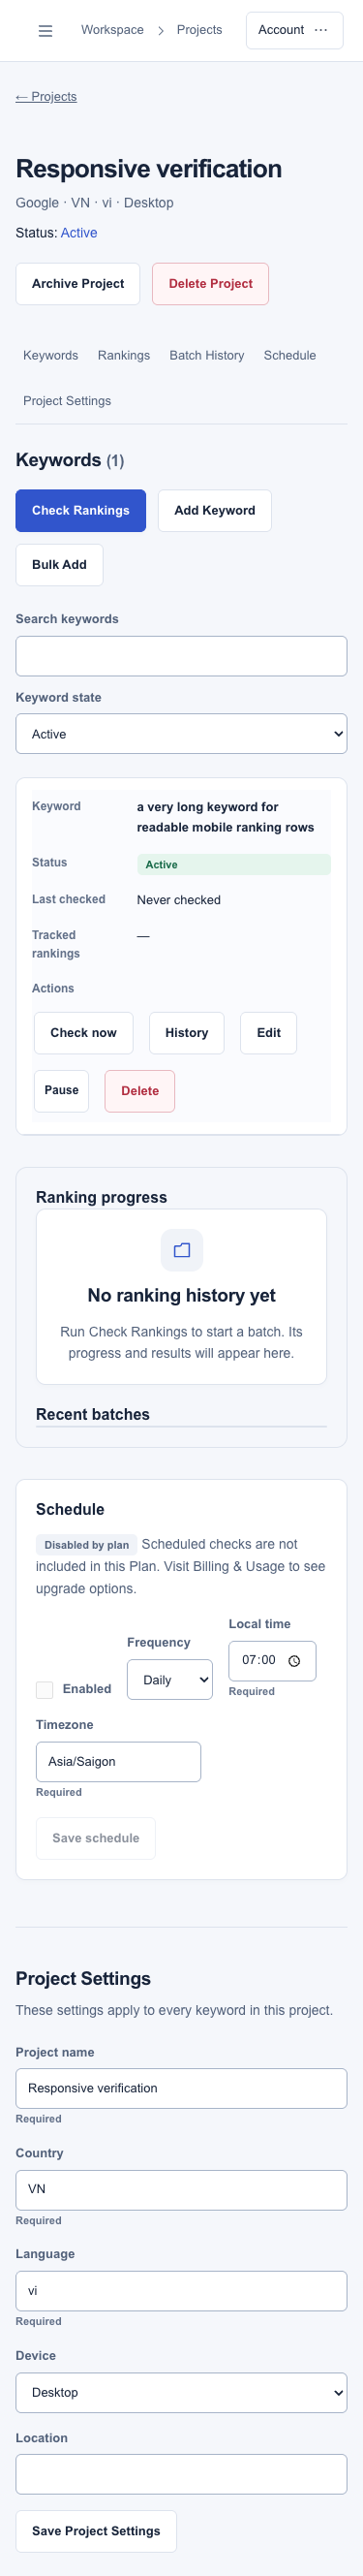 Workspace > Projects Account ...
← Projects
Responsive verification
Google · VN · vi · Desktop
Status: Active
Archive Project Delete Project
Keywords Rankings Batch History Schedule
Project Settings
Keywords (1)
Check Rankings Add Keyword
Bulk Add
Search keywords
Keyword state
Active
Keyword a very long keyword for
readable mobile ranking rows
Status Active
Last checked Never checked
Tracked —
rankings
Actions
Check now History Edit
Pause Delete
Ranking progress
No ranking history yet
Run Check Rankings to start a batch. Its
progress and results will appear here.
Recent batches
Schedule
Disabled by plan Scheduled checks are not
included in this Plan. Visit Billing & Usage to see
upgrade options.
Enabled
Frequency
Daily
Local time
07:00
Required
Timezone
Asia/Saigon
Required
Save schedule
Project Settings
These settings apply to every keyword in this project.
Project name
Responsive verification
Required
Country
VN
Required
Language
vi
Required
Device
Desktop
Location
Save Project Settings